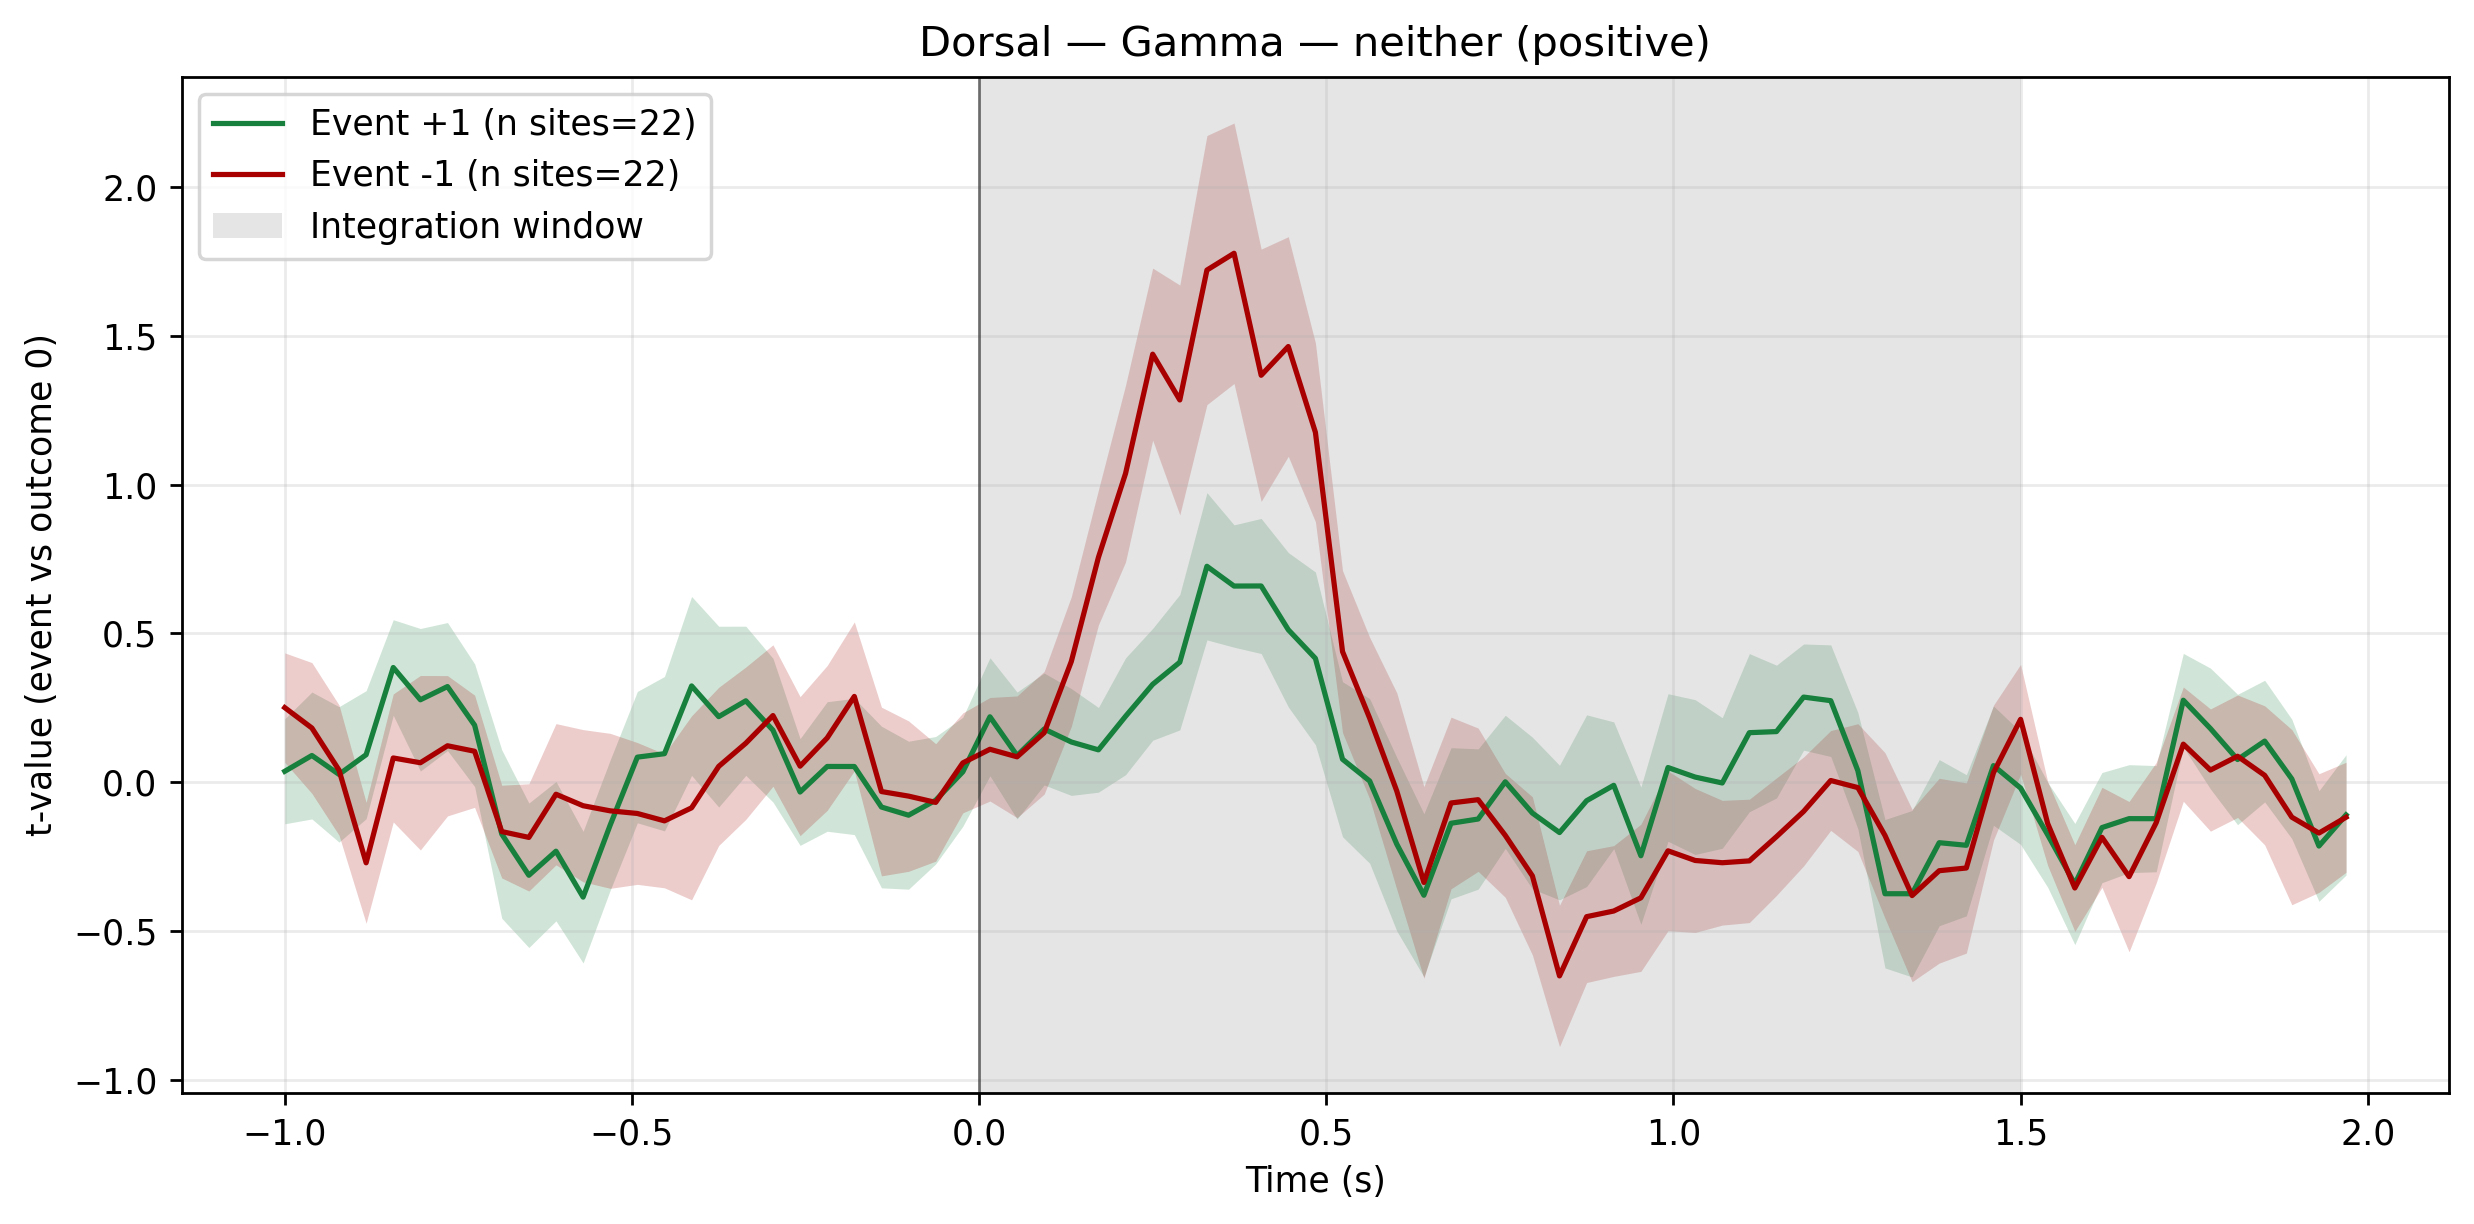 Dorsal — Gamma — neither (positive)
Event +1 (n sites=22)
Event -1 (n sites=22)
Integration window
t-value (event vs outcome 0)
2.0
1.5
1.0
0.5
0.0
−0.5
−1.0
−1.0 −0.5 0.0 0.5 1.0 1.5 2.0
Time (s)